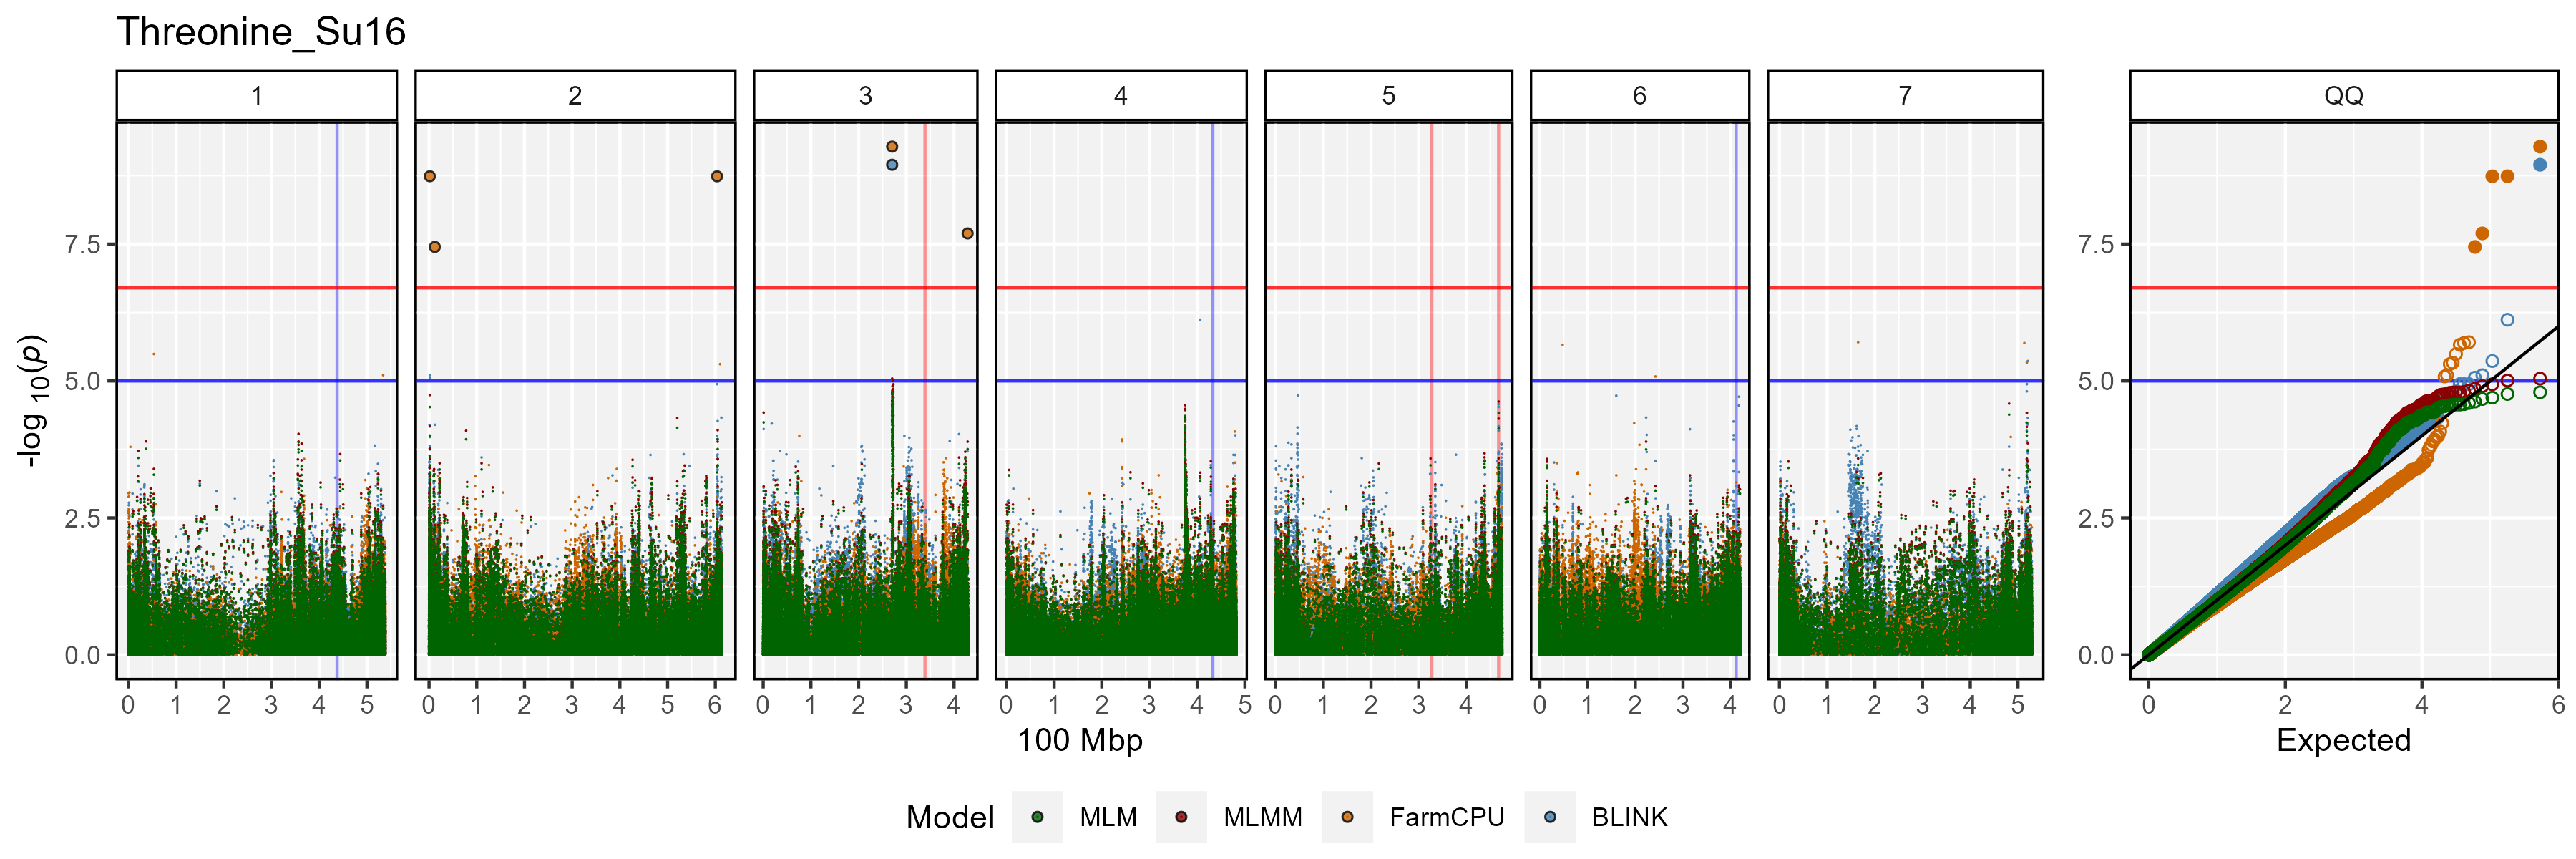 Threonine_Su16
1 2 3 4 5 6 7 QQ
-log 10(p)
7.5
5.0
2.5
0.0
7.5
5.0
2.5
0.0
0 1 2 3 4 5
0 1 2 3 4 5 6
0 1 2 3 4
0 1 2 3 4 5
0 1 2 3 4
0 1 2 3 4
0 1 2 3 4 5
0 2 4 6
100 Mbp
Expected
Model MLM MLMM FarmCPU BLINK